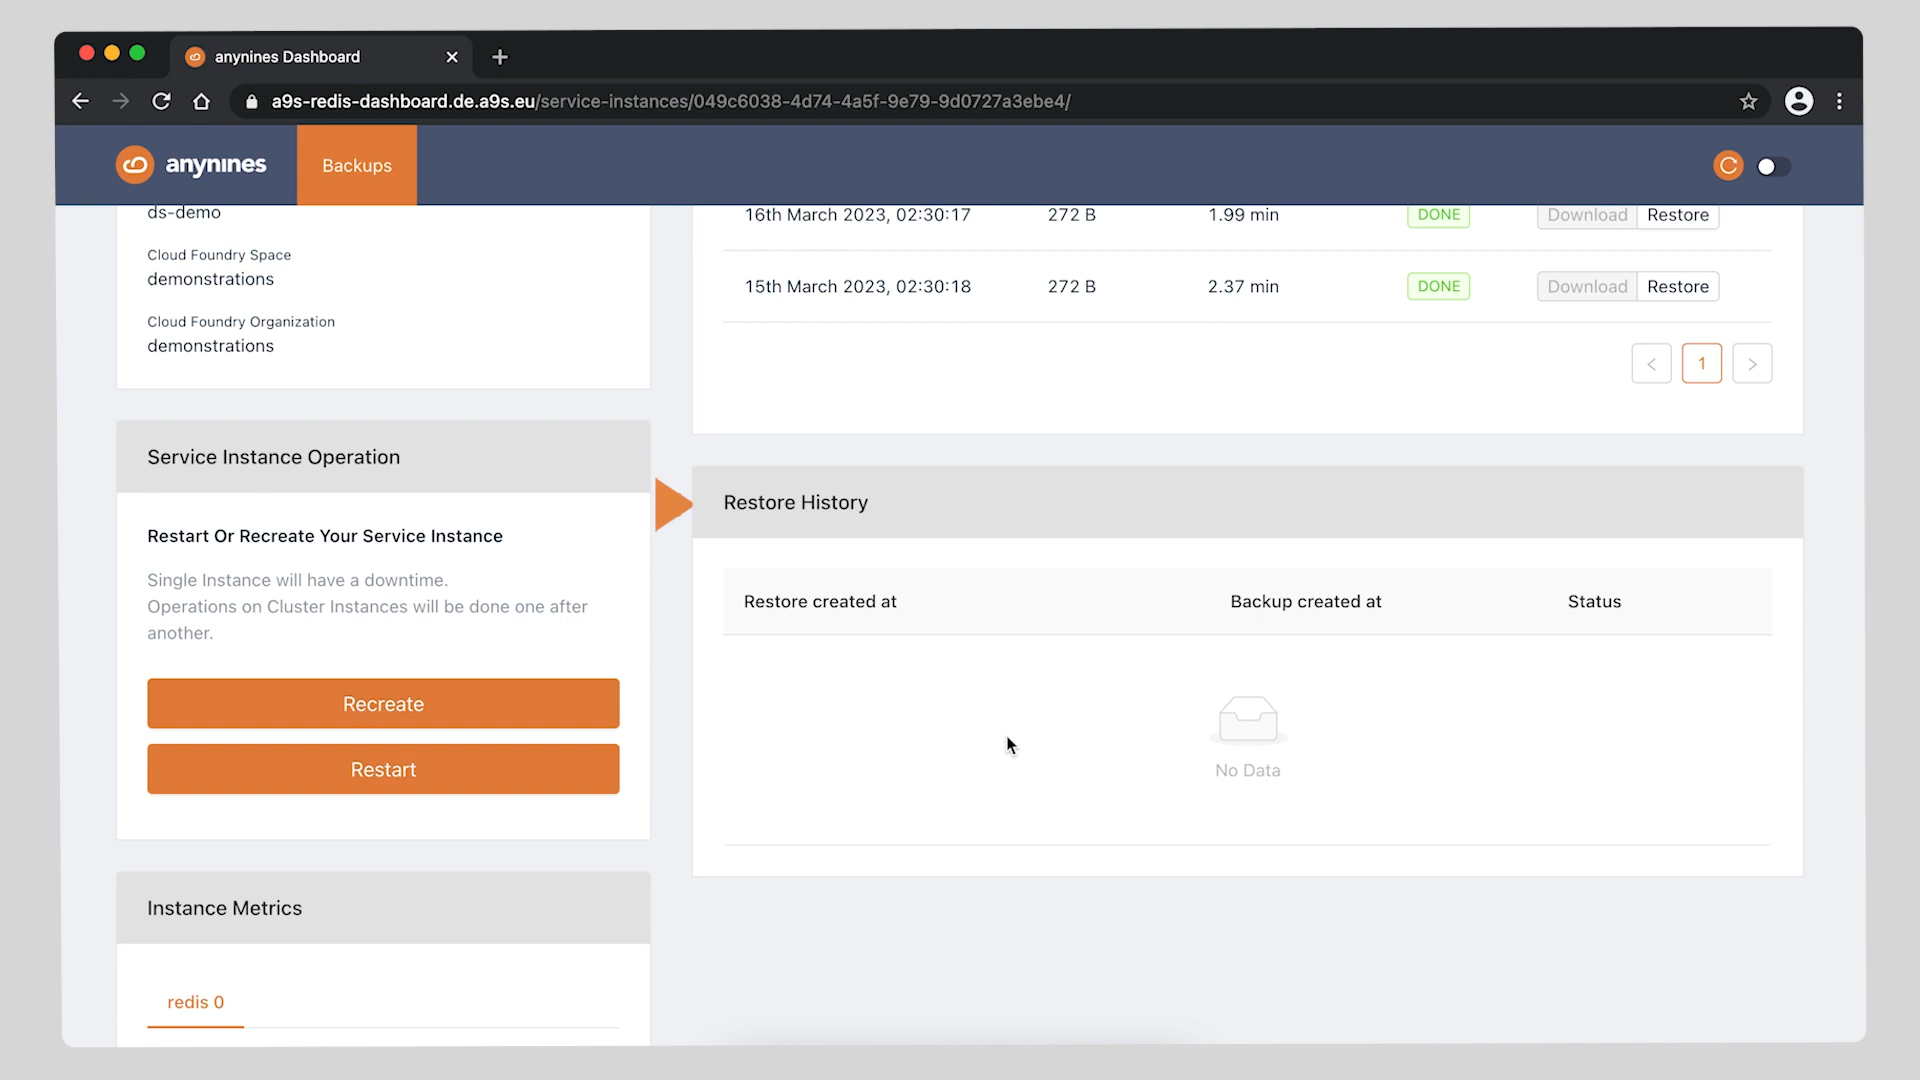 anynines Dashboard
a9s-redis-dashboard.de.a9s.eu/service-instances/049c6038-4d74-4a5f-9e79-9d0727a3ebe4/
anynines
Backups
ds-demo
Cloud Foundry Space
demonstrations
Cloud Foundry Organization
demonstrations
16th March 2023, 02:30:17 272 B 1.99 min DONE Download Restore
15th March 2023, 02:30:18 272 B 2.37 min DONE Download Restore
< 1 >
Service Instance Operation
Restart Or Recreate Your Service Instance
Single Instance will have a downtime.
Operations on Cluster Instances will be done one after
another.
Recreate
Restart
Restore History
Restore created at Backup created at Status
No Data
Instance Metrics
redis 0